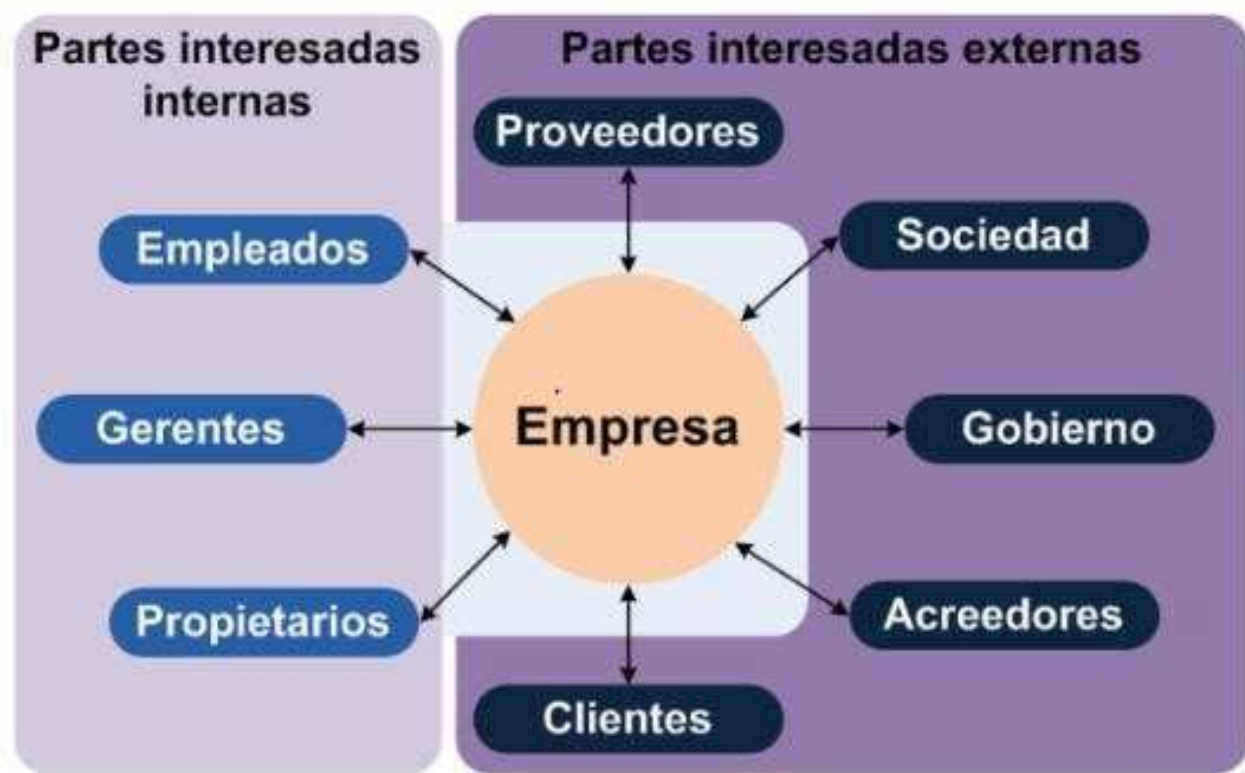 Partes interesadas
internas
Partes interesadas externas
Proveedores
Empleados
Sociedad
Gerentes
Empresa
Gobierno
Propietarios
Acreedores
Clientes